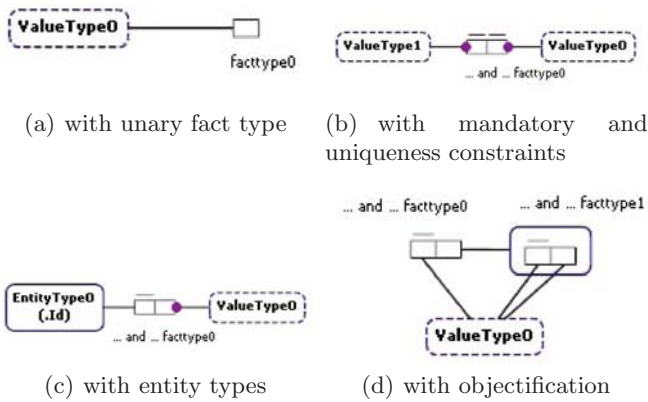 ValueType0
facttype0
(a) with unary fact type
ValueType1
ValueType0
... and ... facttype0
(b) with mandatory and
uniqueness constraints
EntityType0
(.Id)
ValueType0
... and ... facttype0
(c) with entity types
... and ... facttype0
... and ... facttype1
ValueType0
(d) with objectification